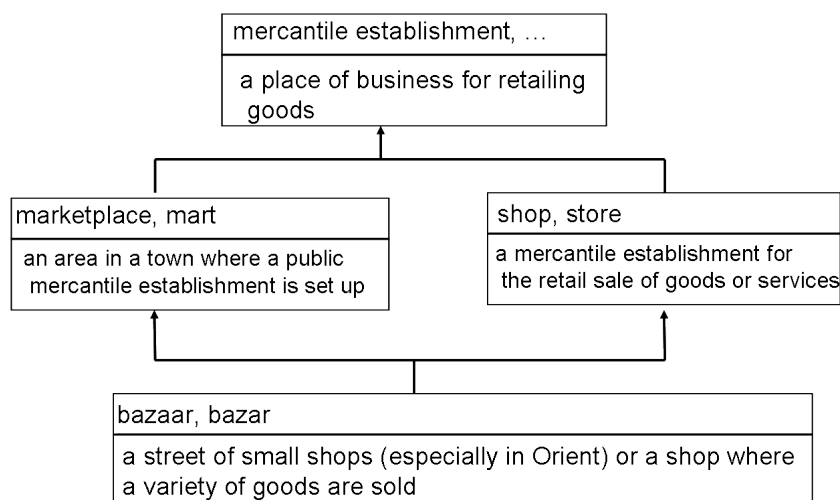 mercantile establishment, …
a place of business for retailing
goods
marketplace, mart
an area in a town where a public
mercantile establishment is set up
shop, store
a mercantile establishment for
the retail sale of goods or services
bazaar, bazar
a street of small shops (especially in Orient) or a shop where
a variety of goods are sold